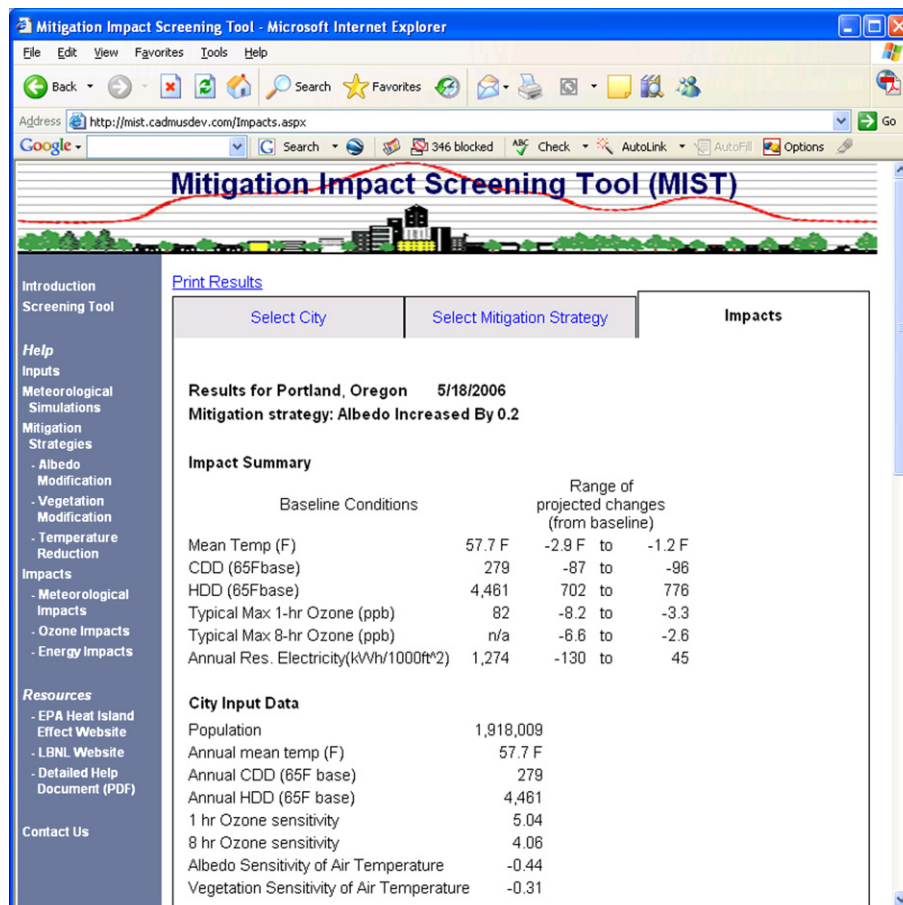 Mitigation Impact Screening Tool - Microsoft Internet Explorer
File Edit View Favorites Tools Help
Back Search Favorites
Address http://mist.cadmusdev.com/Impacts.aspx Go
Google Search 346 blocked ABC Check AutoLink AutoFill Options
Mitigation Impact Screening Tool (MIST)
Introduction
Screening Tool
Help
Inputs
Meteorological
Simulations
Mitigation
Strategies
- Albedo
Modification
- Vegetation
Modification
- Temperature
Reduction
Impacts
- Meteorological
Impacts
- Ozone Impacts
- Energy Impacts
Resources
- EPA Heat Island
Effect Website
- LBNL Website
- Detailed Help
Document (PDF)
Contact Us
Print Results
Select City Select Mitigation Strategy Impacts
Results for Portland, Oregon 5/18/2006
Mitigation strategy: Albedo Increased By 0.2
Impact Summary
Baseline Conditions
Range of
projected changes
(from baseline)
Mean Temp (F) 57.7 F -2.9 F to -1.2 F
CDD (65Fbase) 279 -87 to -96
HDD (65Fbase) 4,461 702 to 776
Typical Max 1-hr Ozone (ppb) 82 -8.2 to -3.3
Typical Max 8-hr Ozone (ppb) n/a -6.6 to -2.6
Annual Res. Electricity(kWh/1000ft^2) 1,274 -130 to 45
City Input Data
Population 1,918,009
Annual mean temp (F) 57.7 F
Annual CDD (65F base) 279
Annual HDD (65F base) 4,461
1 hr Ozone sensitivity 5.04
8 hr Ozone sensitivity 4.06
Albedo Sensitivity of Air Temperature -0.44
Vegetation Sensitivity of Air Temperature -0.31